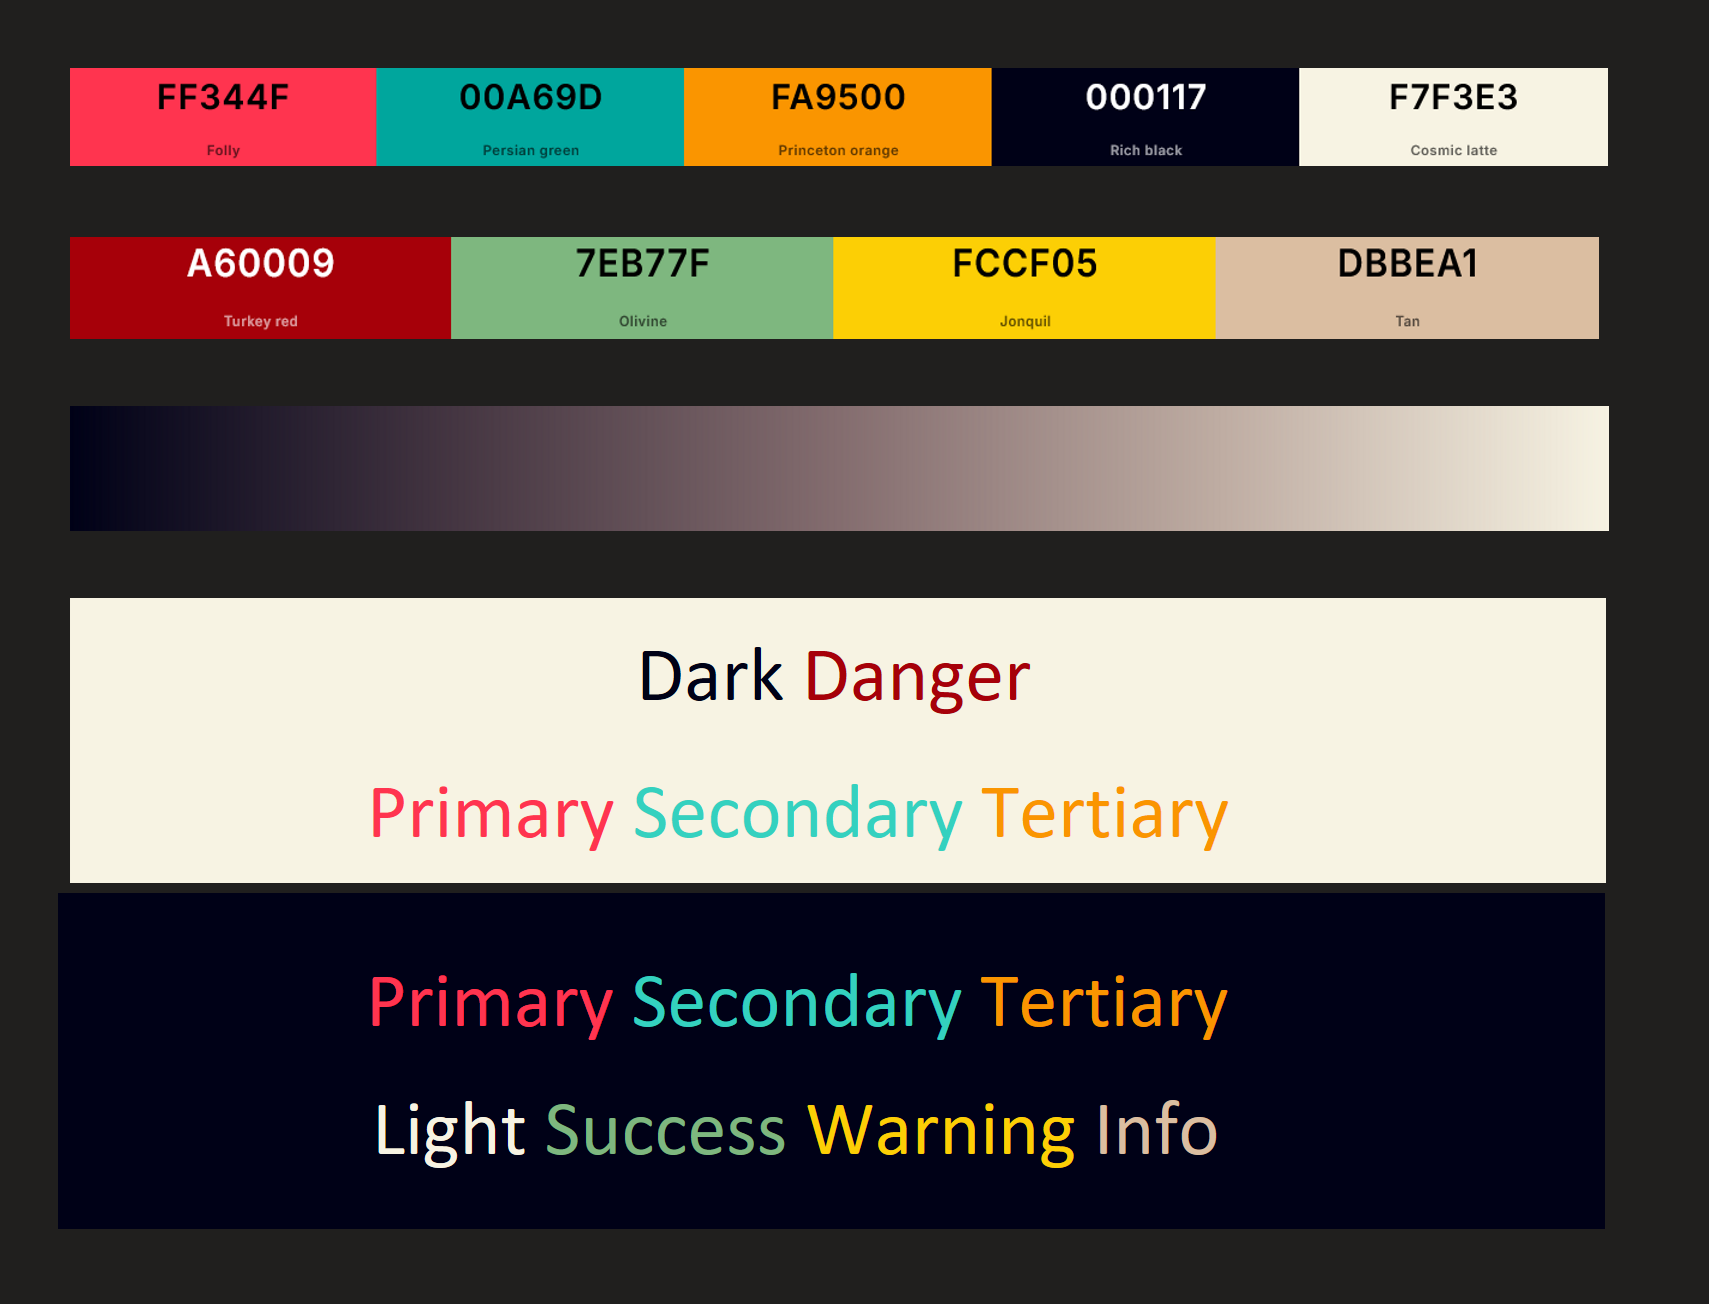 FF344F 00A69D FA9500 000117 F7F3E3
Folly Persian green Princeton orange Rich black Cosmic latte
A60009 7EB77F FCCF05 DBBEA1
Turkey red Olivine Jonquil Tan
Dark Danger
Primary Secondary Tertiary
Primary Secondary Tertiary
Light Success Warning Info